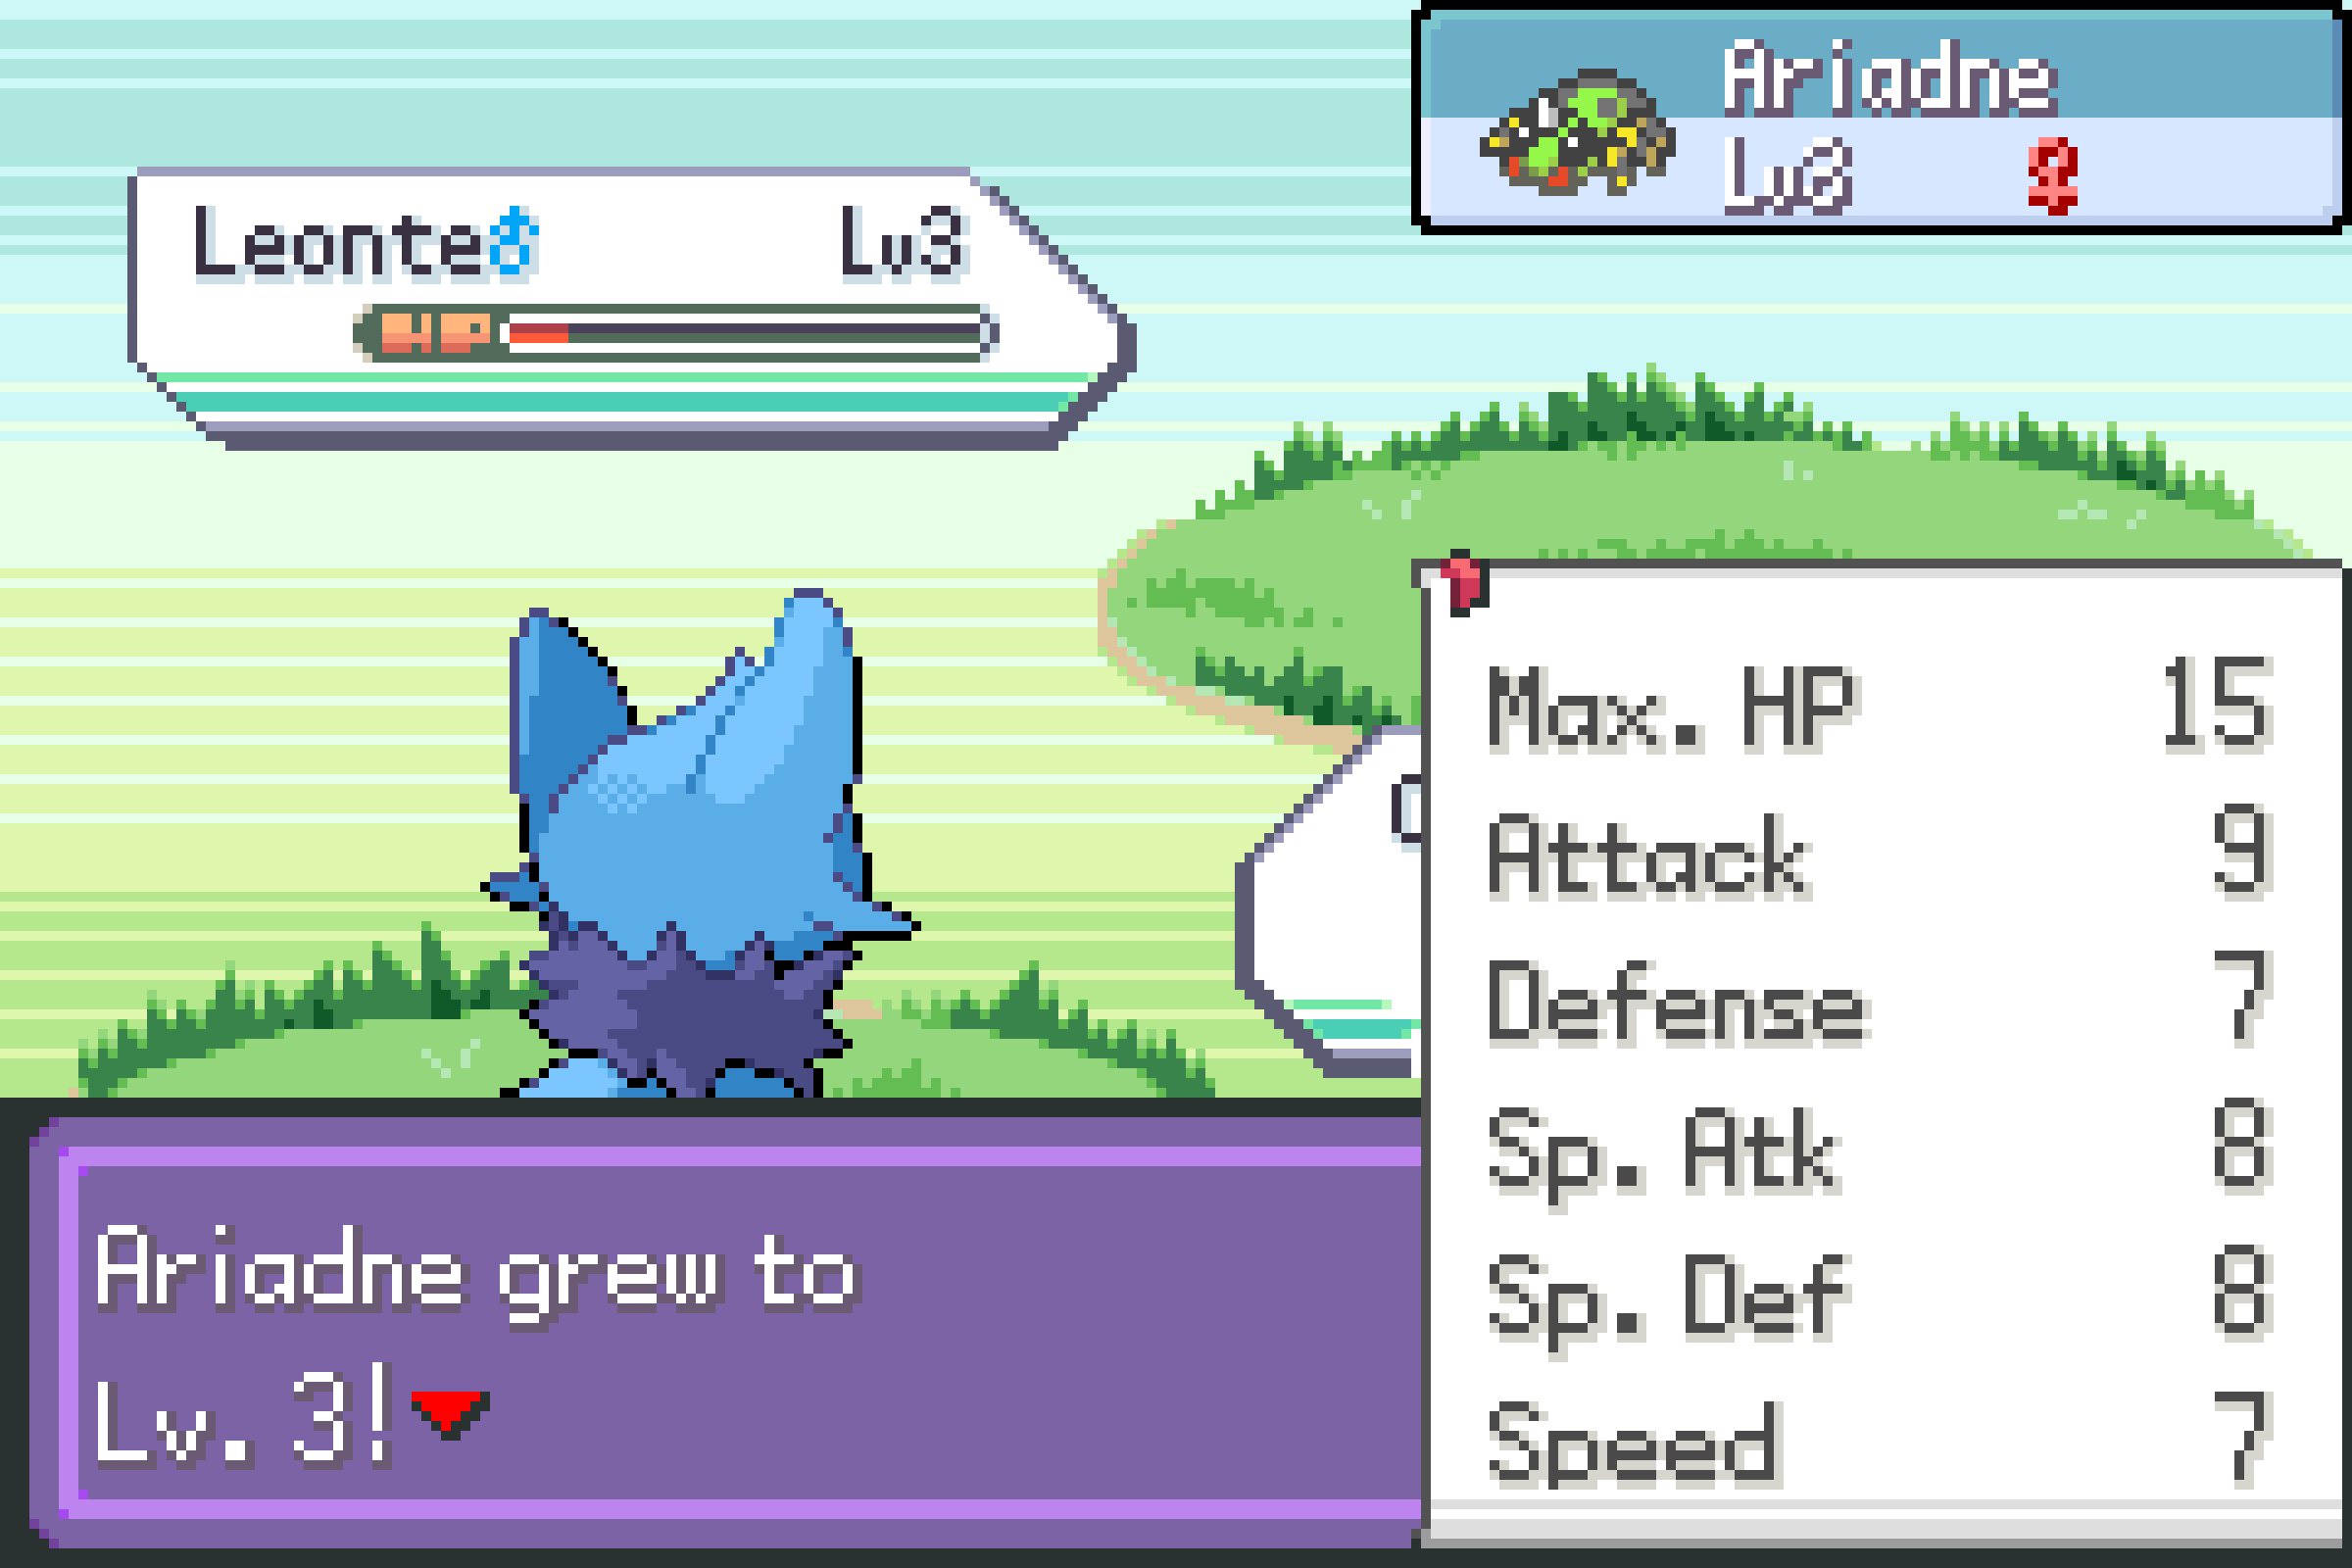 Ariadne
Lv3 ♀
Leonte♂ Lv3
HP
Max. HP 15
Attack 9
Defense 7
Sp. Atk 8
Sp. Def 8
Speed 7
Ariadne grew to
Lv. 3!